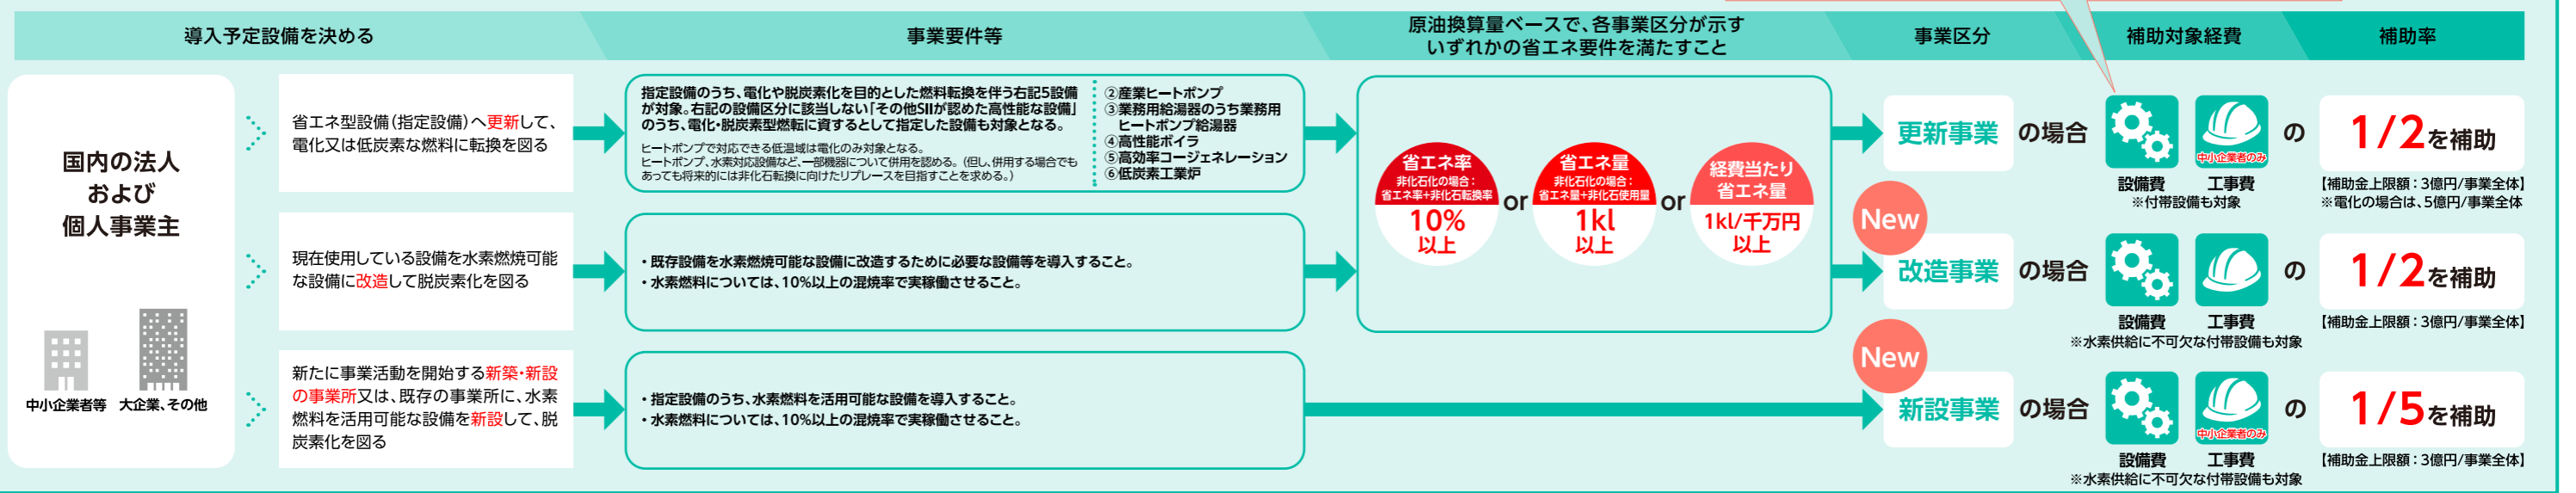 導入予定設備を決める
事業要件等
原油換算量ベースで、各事業区分が示す
いずれかの省エネ要件を満たすこと
事業区分
補助対象経費
補助率
国内の法人
および
個人事業主
中小企業者等
大企業、その他
省エネ型設備(指定設備)へ更新して、
電化又は低炭素な燃料に転換を図る
指定設備のうち、電化や脱炭素化を目的とした燃料転換を伴う右記5設備
が対象。右記の設備区分に該当しない「その他SIIが認めた高性能な設備」
のうち、電化・脱炭素型燃転に資するとして指定した設備も対象となる。
ヒートポンプで対応できる低温域は電化のみ対象となる。
ヒートポンプ、水素対応設備など、一部機器について併用を認める。(但し、併用する場合でも
あっても将来的には非化石転換に向けたリプレースを目指すことを求める。)
②産業ヒートポンプ
③業務用給湯器のうち業務用
ヒートポンプ給湯器
④高性能ボイラ
⑤高効率コージェネレーション
⑥低炭素工業炉
省エネ率
非化石化の場合:
省エネ率+非化石転換率
10%
以上
or
省エネ量
非化石化の場合:
省エネ量+非化石使用量
1kl
以上
or
経費当たり
省エネ量
1kl/千万円
以上
更新事業 の場合
設備費
中小企業者のみ
工事費
※付帯設備も対象
の
1/2を補助
【補助金上限額:3億円/事業全体】
※電化の場合は、5億円/事業全体
現在使用している設備を水素燃焼可能
な設備に改造して脱炭素化を図る
・既存設備を水素燃焼可能な設備に改造するために必要な設備等を導入すること。
・水素燃料については、10%以上の混焼率で実稼働させること。
New
改造事業 の場合
設備費
工事費
※水素供給に不可欠な付帯設備も対象
の
1/2を補助
【補助金上限額:3億円/事業全体】
新たに事業活動を開始する新築・新設
の事業所又は、既存の事業所に、水素
燃料を活用可能な設備を新設して、脱
炭素化を図る
・指定設備のうち、水素燃料を活用可能な設備を導入すること。
・水素燃料については、10%以上の混焼率で実稼働させること。
New
新設事業 の場合
設備費
中小企業者のみ
工事費
※水素供給に不可欠な付帯設備も対象
の
1/5を補助
【補助金上限額:3億円/事業全体】